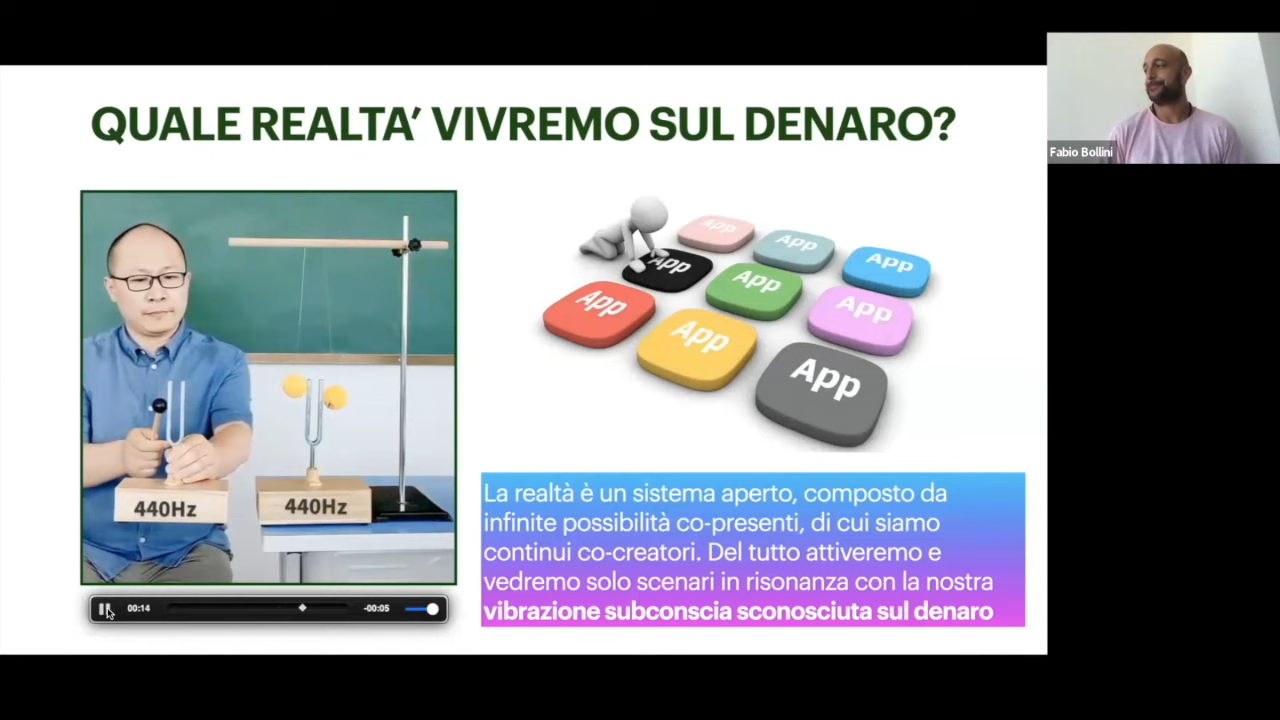 QUALE REALTA’ VIVREMO SUL DENARO?
Fabio Bollini
App
App
App
App
App
App
App
App
App
440Hz
440Hz
00:14
-00:05
La realtà è un sistema aperto, composto da
infinite possibilità co-presenti, di cui siamo
continui co-creatori. Del tutto attiveremo e
vedremo solo scenari in risonanza con la nostra
vibrazione subconscia sconosciuta sul denaro